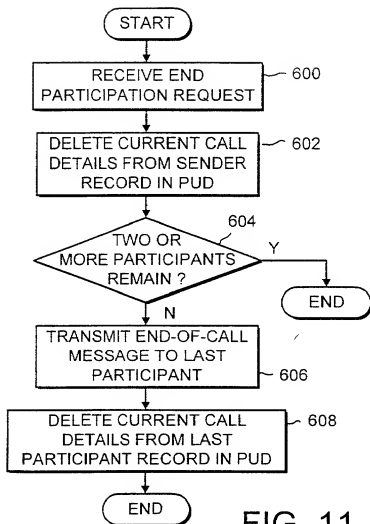 START
RECEIVE END
PARTICIPATION REQUEST
600
DELETE CURRENT CALL
DETAILS FROM SENDER
RECORD IN PUD
602
604
TWO OR
MORE PARTICIPANTS
REMAIN ?
Y
END
N
TRANSMIT END-OF-CALL
MESSAGE TO LAST
PARTICIPANT
606
DELETE CURRENT CALL
DETAILS FROM LAST
PARTICIPANT RECORD IN PUD
608
END
FIG. 11